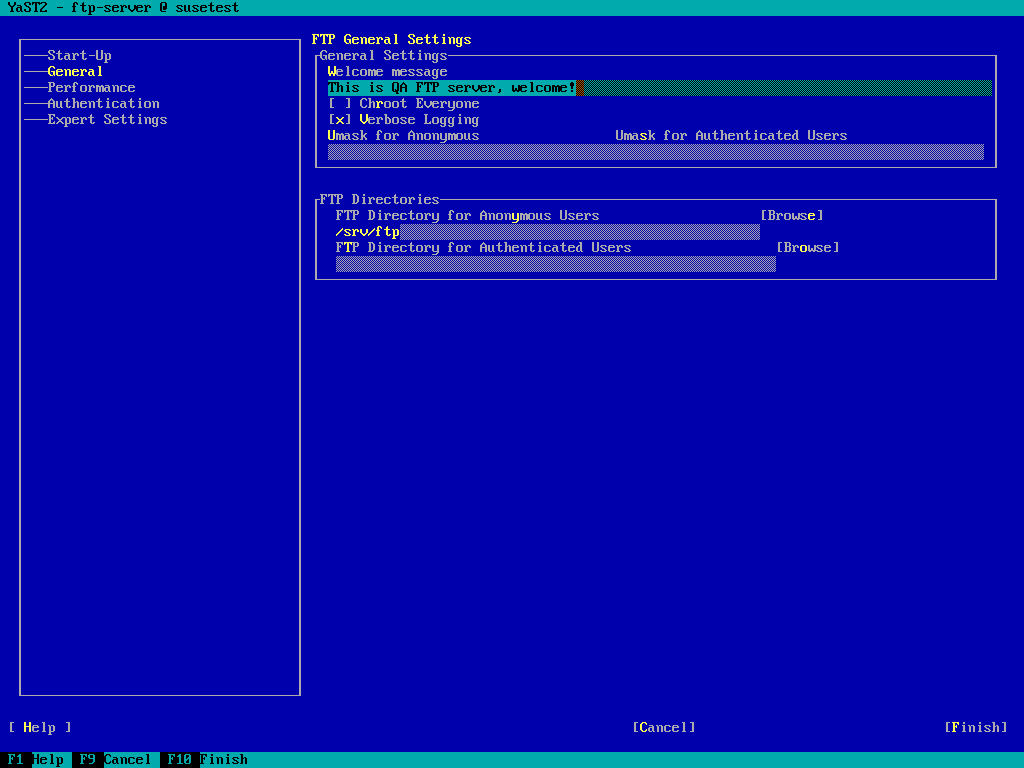 YaST2 - ftp-server @ susetest
Start-Up
General
Performance
Authentication
Expert Settings
FTP General Settings
General Settings
Welcome message
This is QA FTP server, welcome!
[ ] Chroot Everyone
[x] Verbose Logging
Umask for Anonymous Umask for Authenticated Users
FTP Directories
FTP Directory for Anonymous Users [Browse]
/srv/ftp
FTP Directory for Authenticated Users [Browse]
[ Help ] [Cancel] [Finish]
F1 Help F9 Cancel F10 Finish